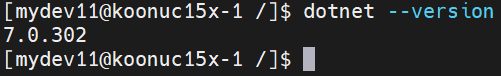 [mydev11@koonuc15x-1 /]$ dotnet --version
7.0.302
[mydev11@koonuc15x-1 /]$